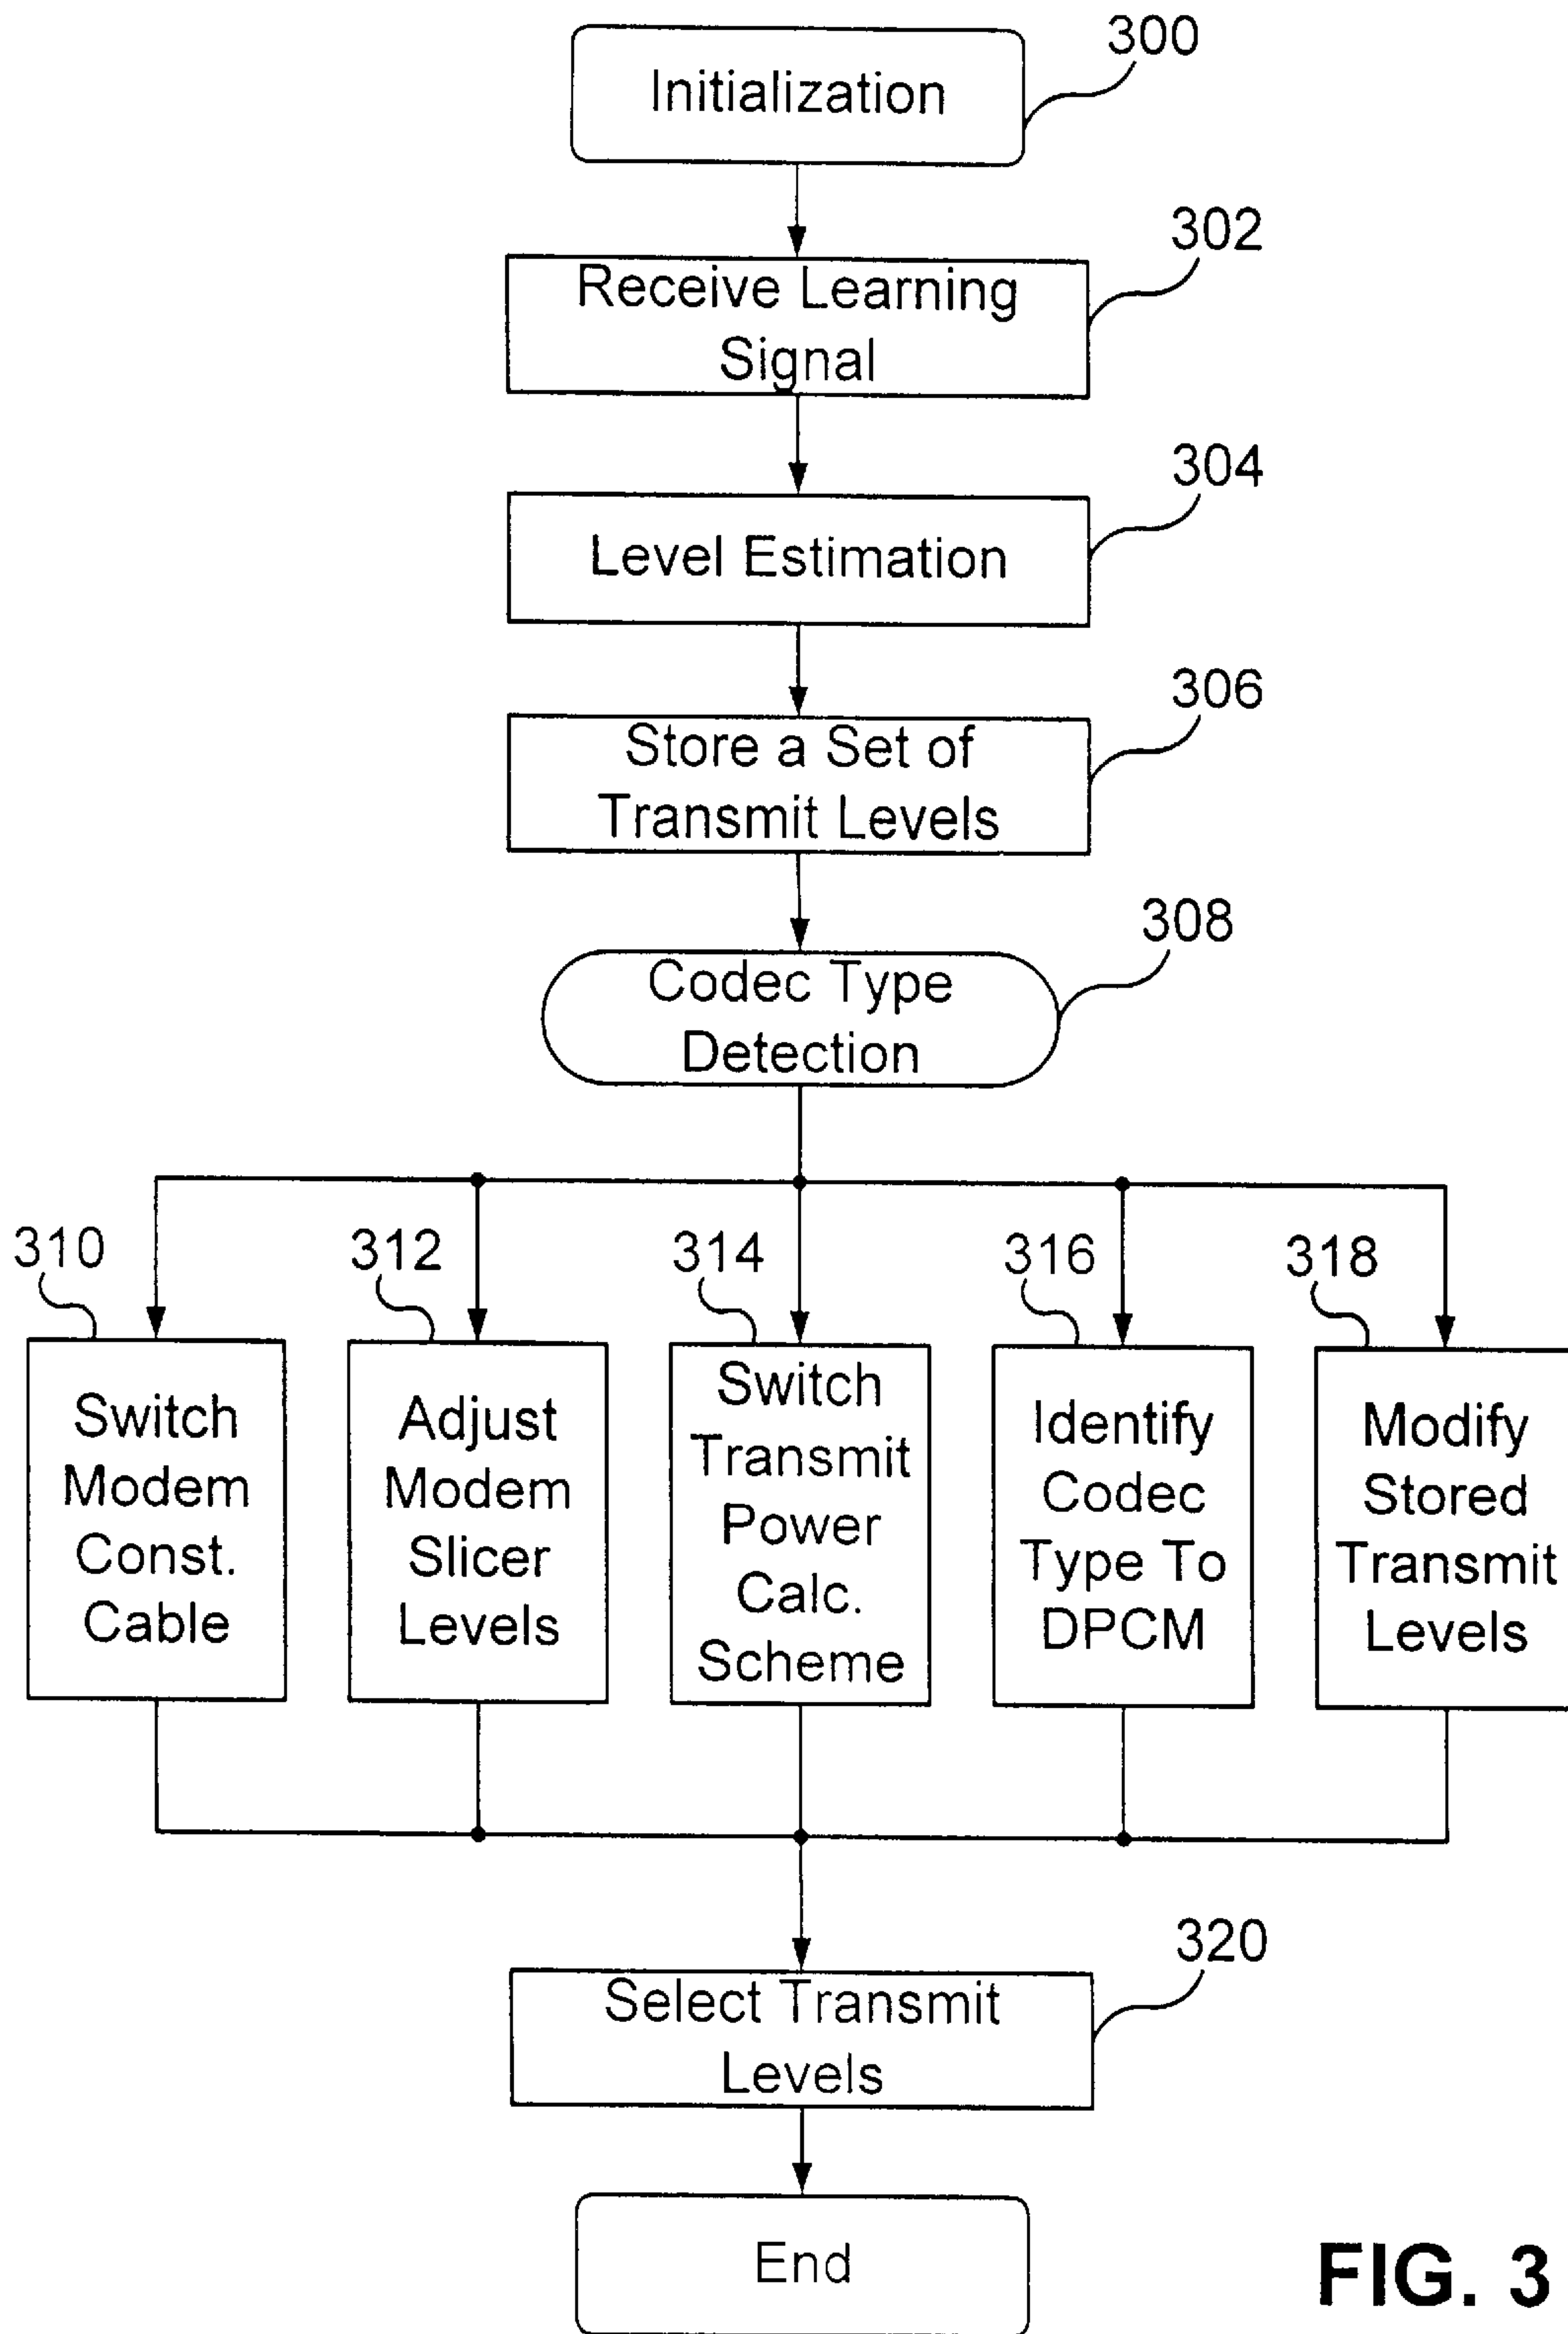 300
Initialization
302
Receive Learning
Signal
304
Level Estimation
306
Store a Set of
Transmit Levels
308
Codec Type
Detection
310
Switch
Modem
Const.
Cable
312
Adjust
Modem
Slicer
Levels
314
Switch
Transmit
Power
Calc.
Scheme
316
Identify
Codec
Type To
DPCM
318
Modify
Stored
Transmit
Levels
320
Select Transmit
Levels
End
FIG. 3